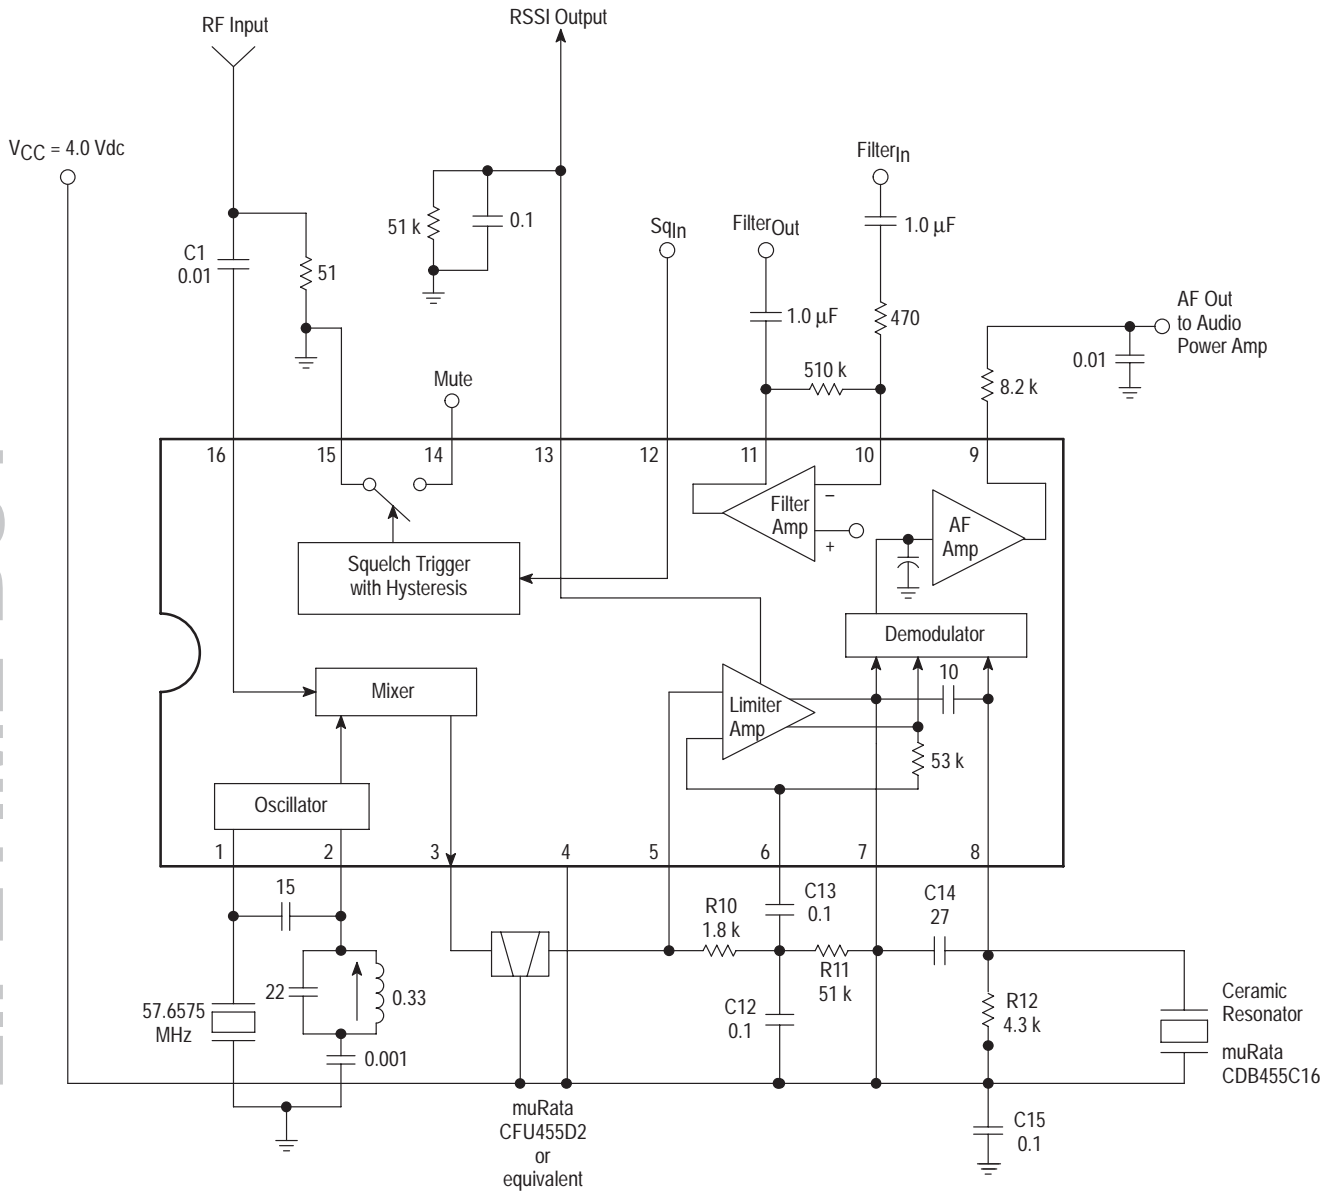 RF Input
RSSI Output
VCC = 4.0 Vdc
FilterIn
51 k
0.1
SqIn
FilterOut
1.0 µF
C1
0.01
51
1.0 µF
470
AF Out
to Audio
Power Amp
0.01
510 k
8.2 k
Mute
16
15
14
13
12
11
10
9
Filter
Amp
–
+
AF
Amp
Squelch Trigger
with Hysteresis
Demodulator
10
Mixer
Limiter
Amp
53 k
Oscillator
1
2
3
4
5
6
7
8
15
C13
0.1
C14
27
R10
1.8 k
R11
51 k
22
0.33
57.6575
MHz
C12
0.1
R12
4.3 k
Ceramic
Resonator
muRata
CDB455C16
0.001
muRata
CFU455D2
or
equivalent
C15
0.1